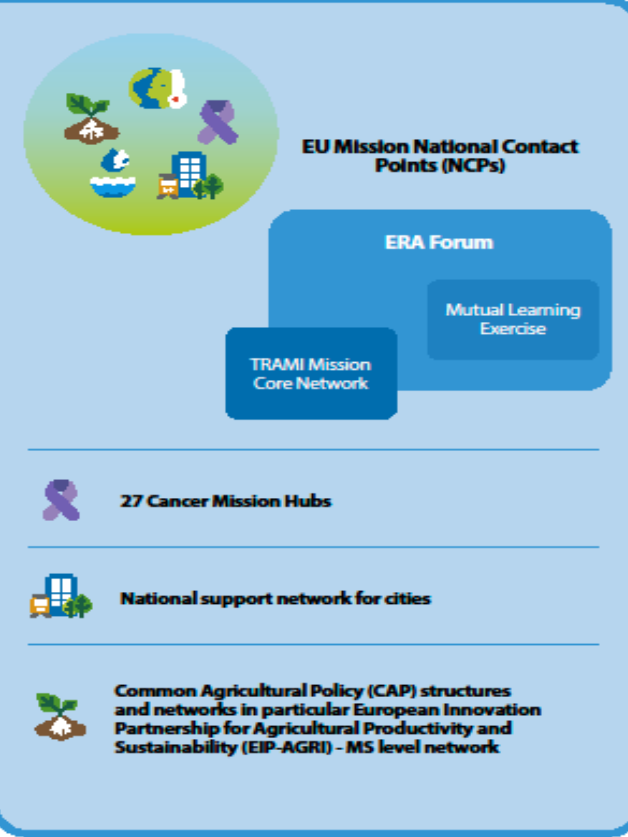 EU Mission National Contact
Points (NCPs)
ERA Forum
Mutual Learning
Exercise
TRAMI Mission
Core Network
27 Cancer Mission Hubs
National support network for cities
Common Agricultural Policy (CAP) structures
and networks in particular European Innovation
Partnership for Agricultural Productivity and
Sustainability (EIP-AGRI) - MS level network